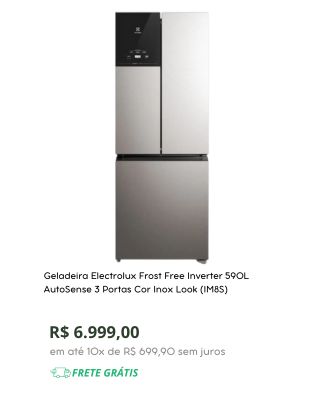 Geladeira Electrolux Frost Free Inverter 590L
AutoSense 3 Portas Cor Inox Look (IM8S)
R$ 6.999,00
em até 10x de R$ 699,90 sem juros
FRETE GRÁTIS